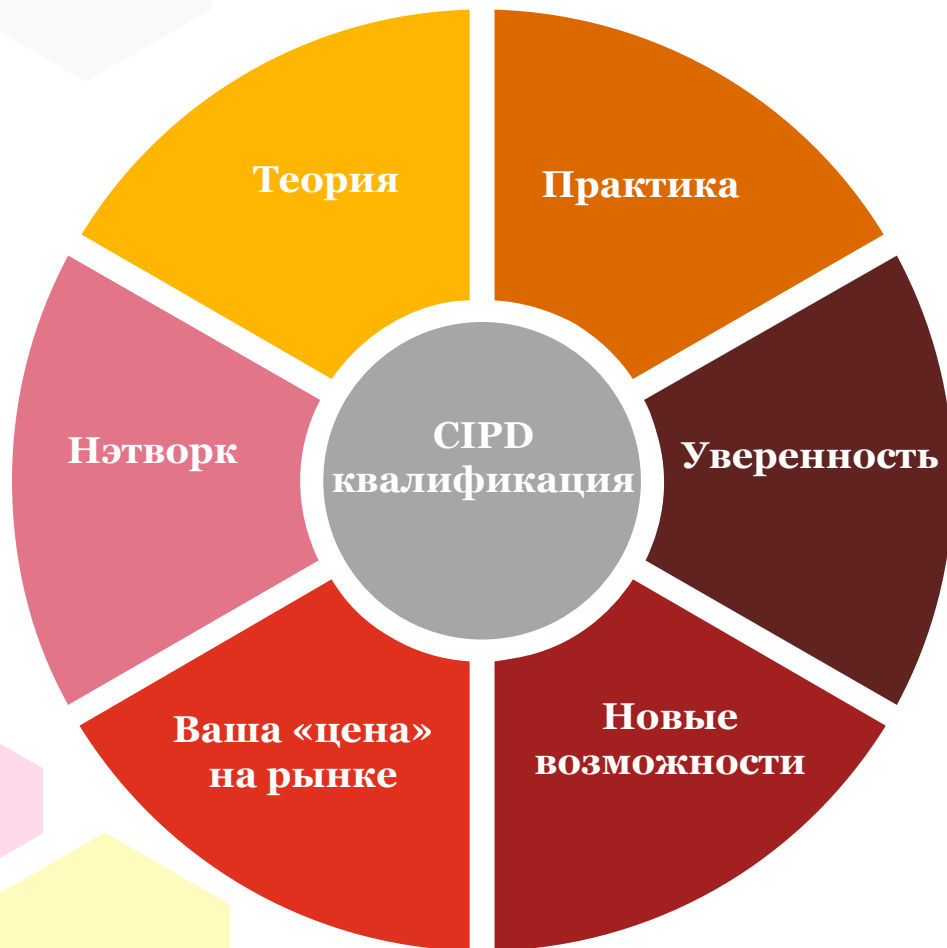 Теория
Практика
Нэтворк
CIPD
квалификация
Уверенность
Ваша «цена»
на рынке
Новые
возможности